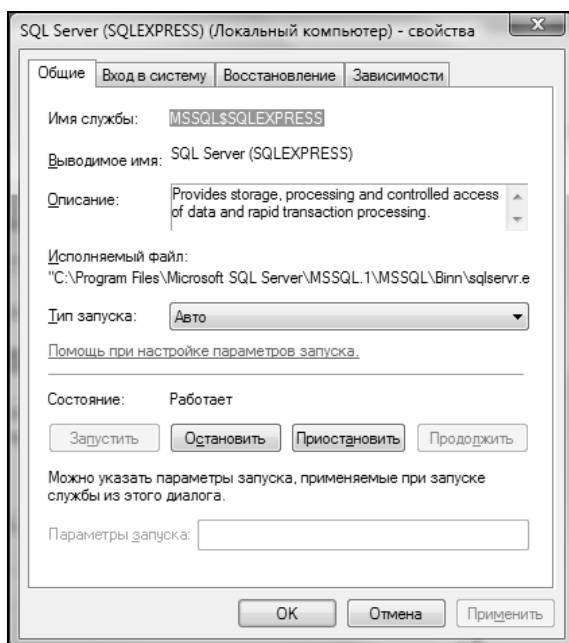 SQL Server (SQLEXPRESS) (Локальный компьютер) - свойства
Общие Вход в систему Восстановление Зависимости
Имя службы: MSSQL$SQLEXPRESS
Выводимое имя: SQL Server (SQLEXPRESS)
Описание: Provides storage, processing and controlled access
of data and rapid transaction processing.
Исполняемый файл:
"C:\Program Files\Microsoft SQL Server\MSSQL.1\MSSQL\Binn\sqlservr.e
Тип запуска: Авто
Помощь при настройке параметров запуска.
Состояние: Работает
Запустить Остановить Приостановить Продолжить
Можно указать параметры запуска, применяемые при запуске
службы из этого диалога.
Параметры запуска:
OK Отмена Применить